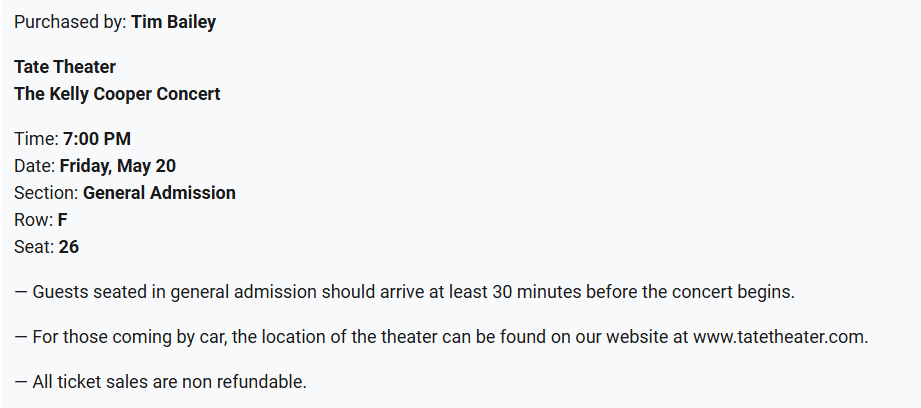 Purchased by: Tim Bailey
Tate Theater
The Kelly Cooper Concert
Time: 7:00 PM
Date: Friday, May 20
Section: General Admission
Row: F
Seat: 26
— Guests seated in general admission should arrive at least 30 minutes before the concert begins.
— For those coming by car, the location of the theater can be found on our website at www.tatetheater.com.
— All ticket sales are non refundable.